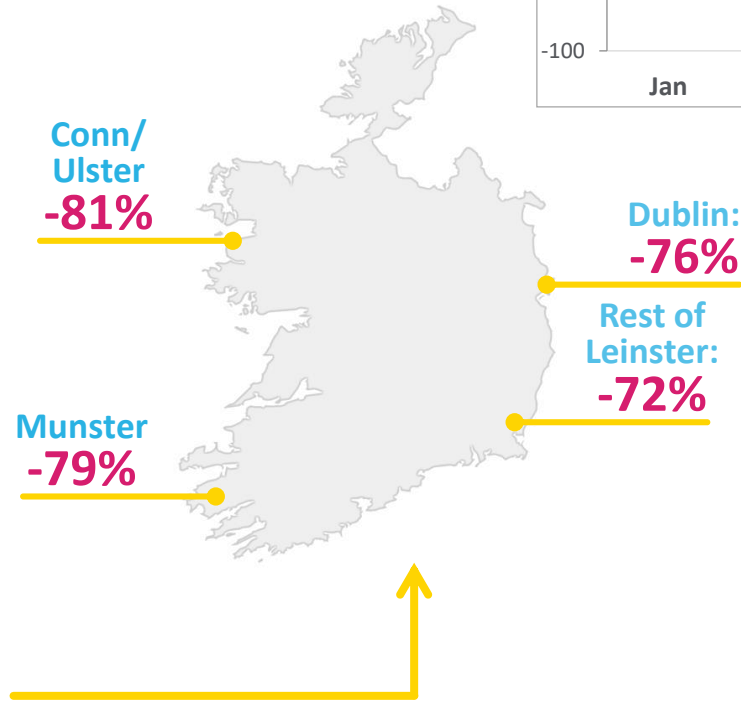 -100
Jan
Conn/
Ulster
-81%
Dublin:
-76%
Rest of
Leinster:
-72%
Munster
-79%